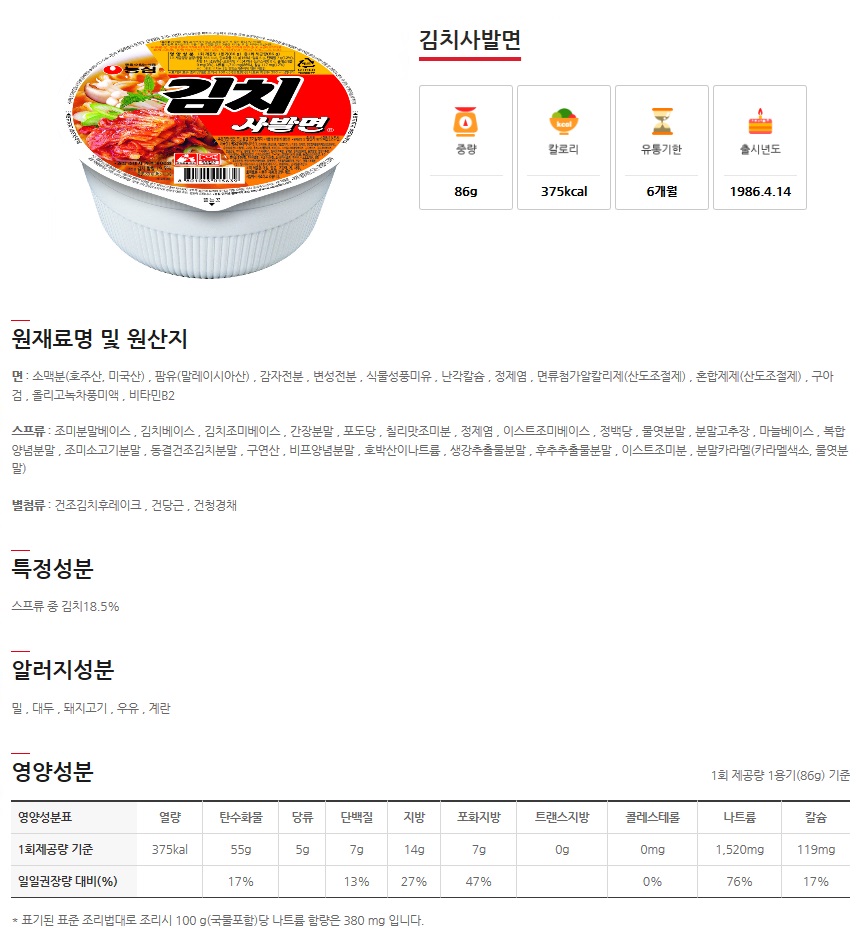 김치사발면
농심
김치
사발면
8 801043 015639
뜯는곳
kcal
중량
칼로리
유통기한
출시년도
86g
375kcal
6개월
1986.4.14
원재료명 및 원산지
면 : 소맥분(호주산, 미국산) , 팜유(말레이시아산) , 감자전분 , 변성전분 , 식물성풍미유 , 난각칼슘 , 정제염 , 면류첨가알칼리제(산도조절제) , 혼합제제(산도조절제) , 구아
검 , 올리고녹차풍미액 , 비타민B2
스프류 : 조미분말베이스 , 김치베이스 , 김치조미베이스 , 간장분말 , 포도당 , 칠리맛조미분 , 정제염 , 이스트조미베이스 , 정백당 , 물엿분말 , 분말고추장 , 마늘베이스 , 복합
양념분말 , 조미소고기분말 , 동결건조김치분말 , 구연산 , 비프양념분말 , 호박산이나트륨 , 생강추출물분말 , 후추추출물분말 , 이스트조미분 , 분말카라멜(카라멜색소, 물엿분
말)
별첨류 : 건조김치후레이크 , 건당근 , 건청경채
특정성분
스프류 중 김치18.5%
알러지성분
밀 , 대두 , 돼지고기 , 우유 , 계란
영양성분
1회 제공량 1용기(86g) 기준
영양성분표 열량 탄수화물 당류 단백질 지방 포화지방 트랜스지방 콜레스테롤 나트륨 칼슘
1회제공량 기준 375kal 55g 5g 7g 14g 7g 0g 0mg 1,520mg 119mg
일일권장량 대비(%) 17% 13% 27% 47% 0% 76% 17%
* 표기된 표준 조리법대로 조리시 100 g(국물포함)당 나트륨 함량은 380 mg 입니다.